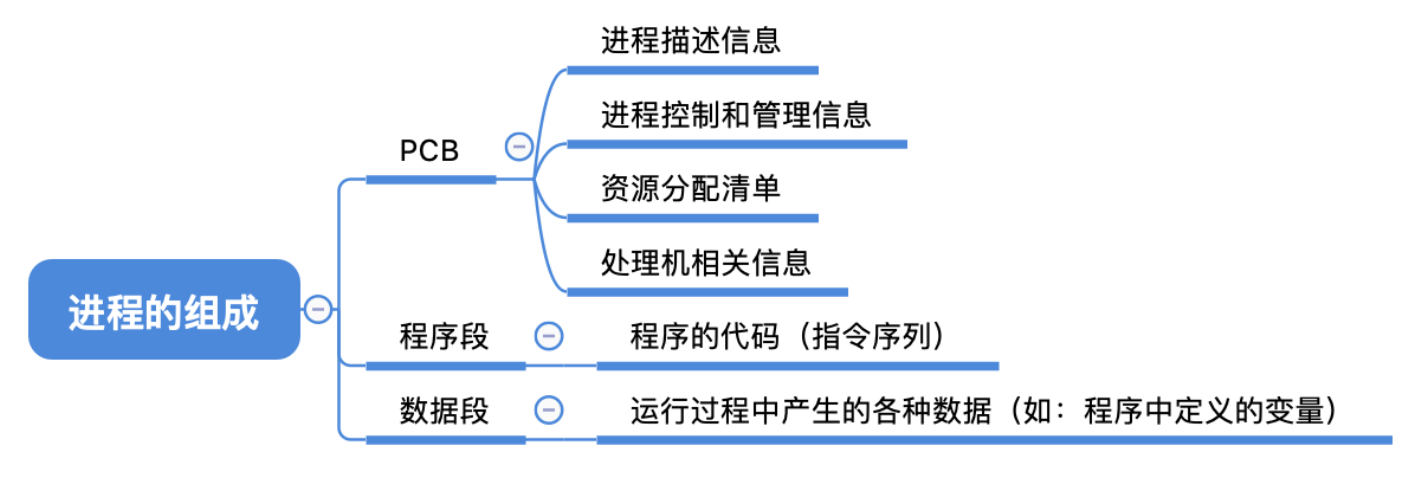 进程的组成
PCB
进程描述信息
进程控制和管理信息
资源分配清单
处理机相关信息
程序段
程序的代码（指令序列）
数据段
运行过程中产生的各种数据（如：程序中定义的变量）